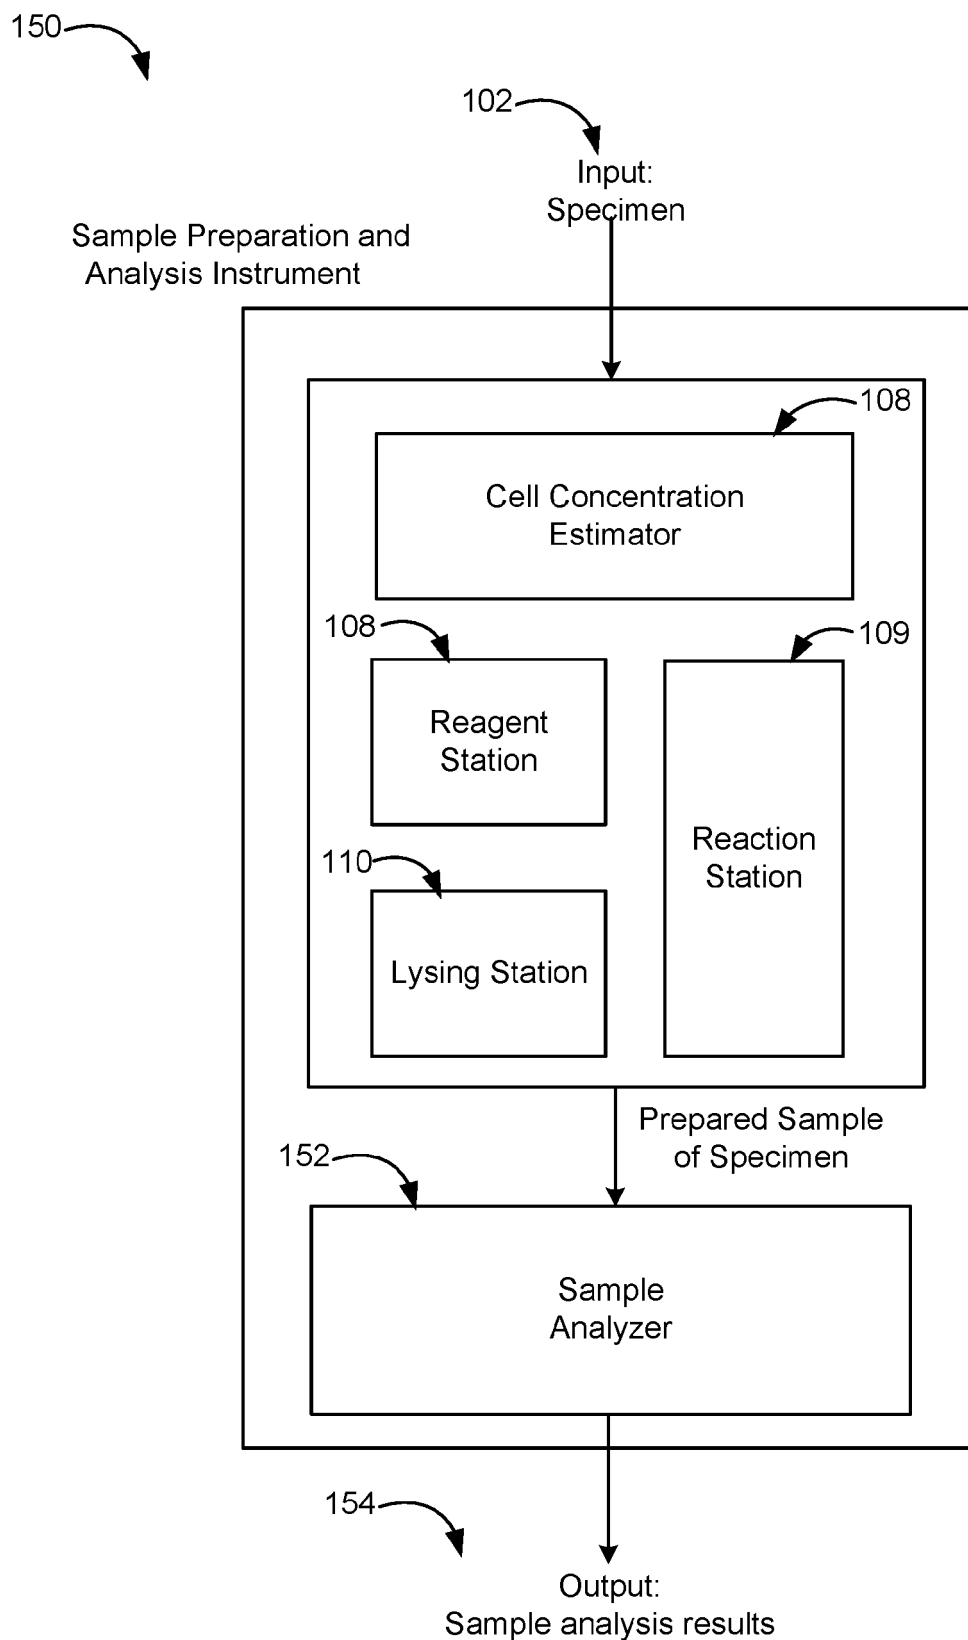 150
102
Input:
Specimen
Sample Preparation and
Analysis Instrument
108
Cell Concentration
Estimator
108
109
Reagent
Station
Reaction
Station
110
Lysing Station
Prepared Sample
of Specimen
152
Sample
Analyzer
154
Output:
Sample analysis results